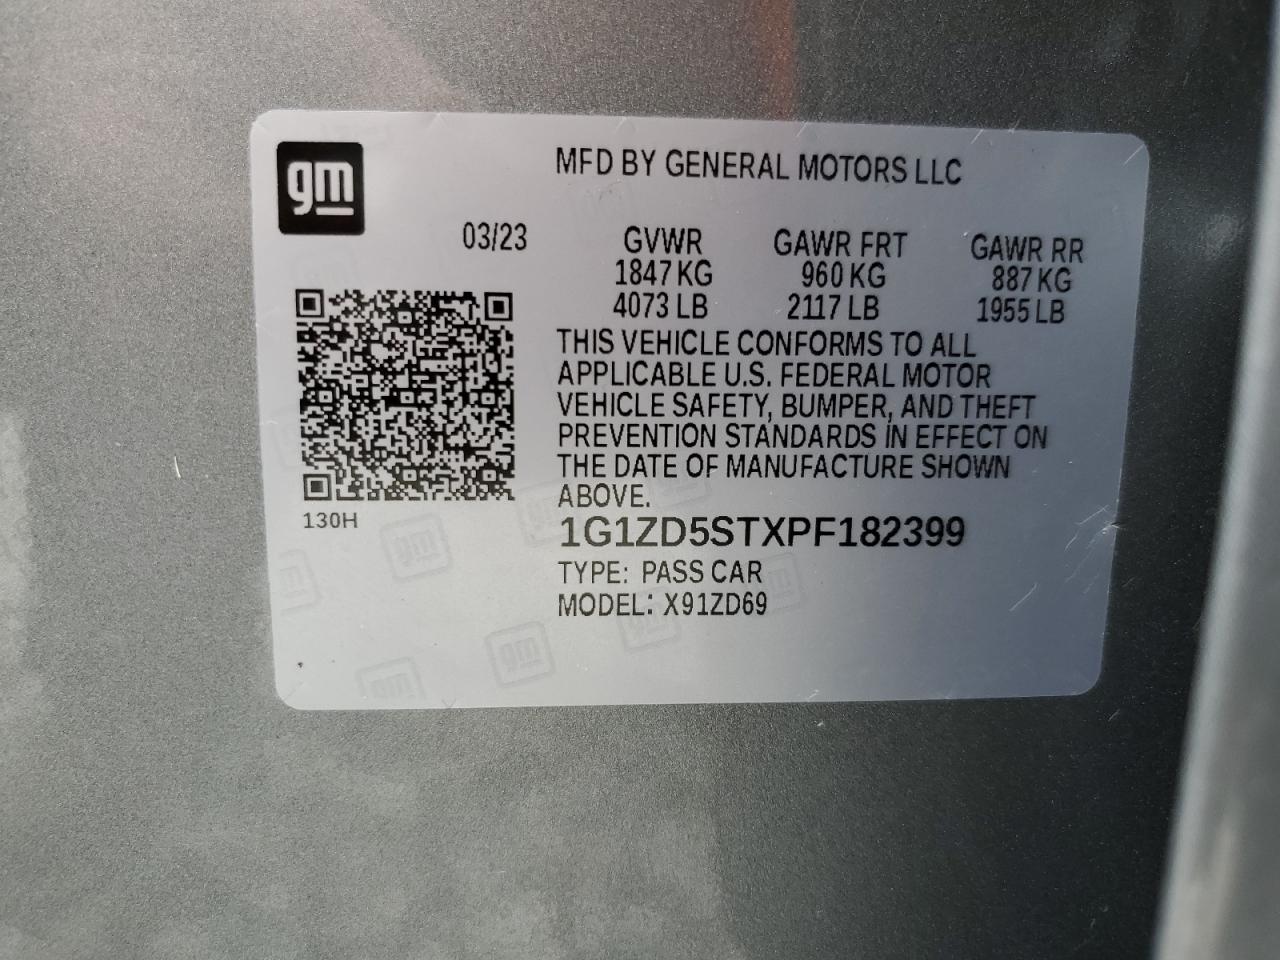 gm
MFD BY GENERAL MOTORS LLC
03/23
GVWR GAWR FRT GAWR RR
1847 KG 960 KG 887 KG
4073 LB 2117 LB 1955 LB
THIS VEHICLE CONFORMS TO ALL
APPLICABLE U.S. FEDERAL MOTOR
VEHICLE SAFETY, BUMPER, AND THEFT
PREVENTION STANDARDS IN EFFECT ON
THE DATE OF MANUFACTURE SHOWN
ABOVE.
130H
1G1ZD5STXPF182399
TYPE: PASS CAR
MODEL: X91ZD69